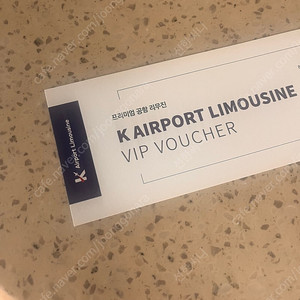 K Airport Limousine
프리미엄 공항 리무진
K AIRPORT LIMOUSINE
VIP VOUCHER